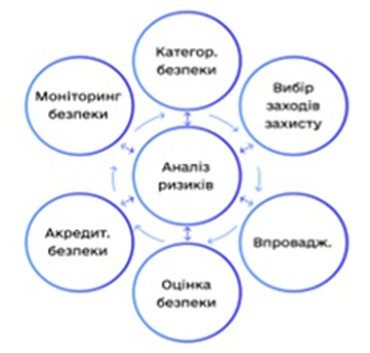 Категор.
безпеки
Вибір
заходів
захисту
Впровадж.
Оцінка
безпеки
Акредит.
безпеки
Моніторинг
безпеки
Аналіз
ризиків